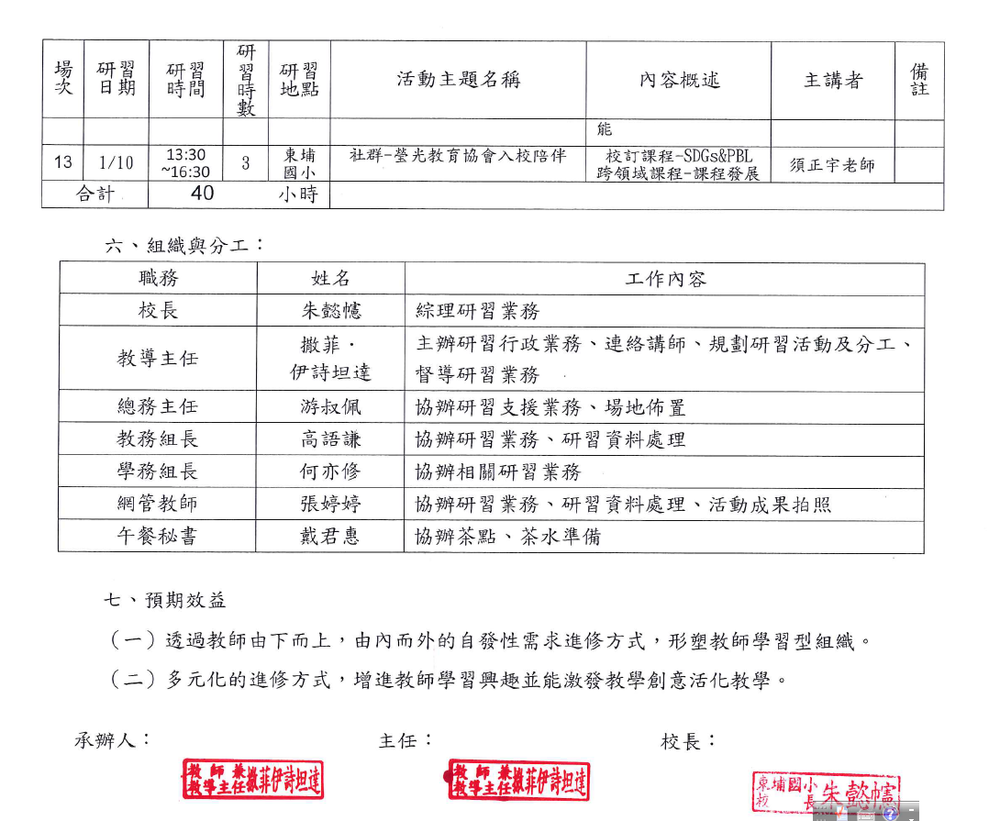 場次 研習日期 研習時間 研習時數 研習地點 活動主題名稱 內容概述 主講者 備註
能
13 1/10 13:30~16:30 3 東埔國小 社群-螢光教育協會入校陪伴 校訂課程-SDGs&PBL跨領域課程-課程發展 須正宇老師
合計 40 小時
六、組織與分工：
職務 姓名 工作內容
校長 朱懿幰 綜理研習業務
教導主任 撒菲·伊詩坦達 主辦研習行政業務、連絡講師、規劃研習活動及分工、
督導研習業務
總務主任 游叔佩 協辦研習支援業務、場地佈置
教務組長 高語謙 協辦研習業務、研習資料處理
學務組長 何亦修 協辦相關研習業務
網管教師 張婷婷 協辦研習業務、研習資料處理、活動成果拍照
午餐秘書 戴君惠 協辦茶點、茶水準備
七、預期效益
（一）透過教師由下而上，由內而外的自發性需求進修方式，形塑教師學習型組織。
（二）多元化的進修方式，增進教師學習興趣並能激發教學創意活化教學。
承辦人： 主任： 校長：
教師兼教導主任撒菲伊詩坦達 教師兼教導主任撒菲伊詩坦達 東埔國小校長朱懿幰